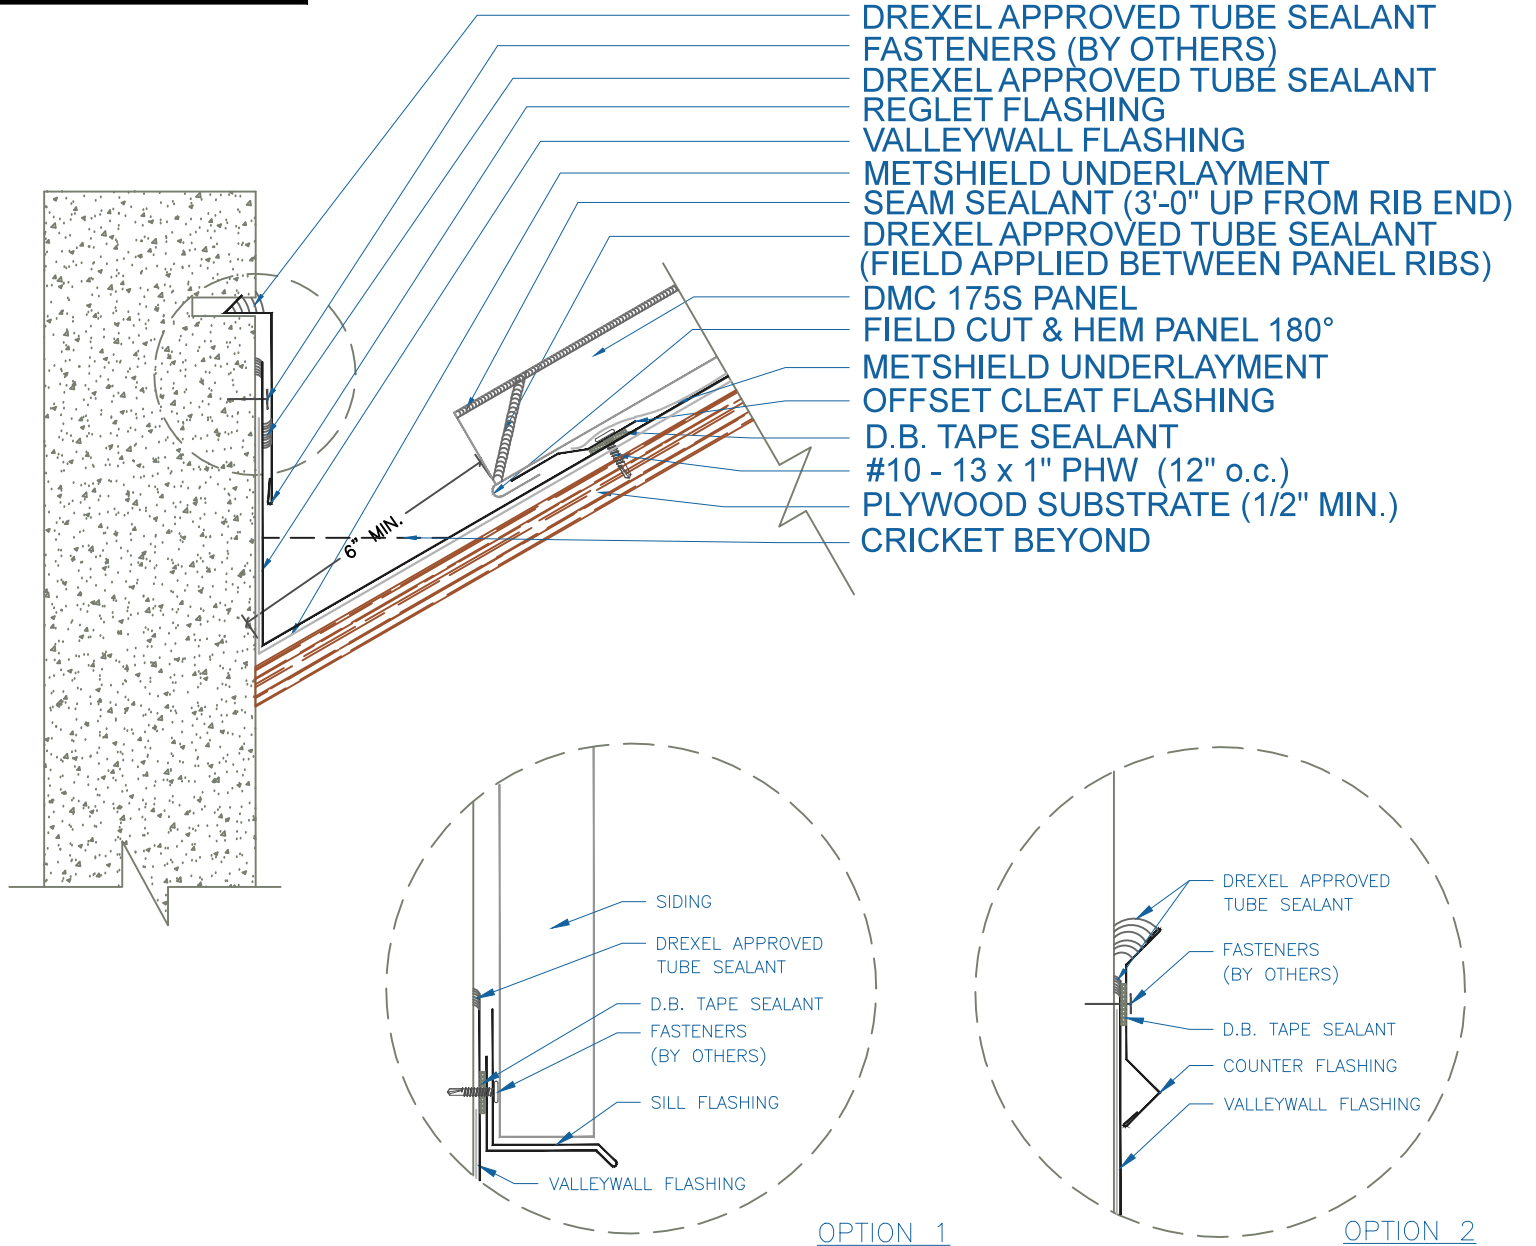 DREXEL APPROVED TUBE SEALANT
FASTENERS (BY OTHERS)
DREXEL APPROVED TUBE SEALANT
REGLET FLASHING
VALLEYWALL FLASHING
METSHIELD UNDERLAYMENT
SEAM SEALANT (3'-0" UP FROM RIB END)
DREXEL APPROVED TUBE SEALANT
(FIELD APPLIED BETWEEN PANEL RIBS)
DMC 175S PANEL
FIELD CUT & HEM PANEL 180°
METSHIELD UNDERLAYMENT
OFFSET CLEAT FLASHING
D.B. TAPE SEALANT
#10 - 13 x 1" PHW (12" o.c.)
PLYWOOD SUBSTRATE (1/2" MIN.)
CRICKET BEYOND
6" MIN.
SIDING
DREXEL APPROVED
TUBE SEALANT
D.B. TAPE SEALANT
FASTENERS
(BY OTHERS)
SILL FLASHING
VALLEYWALL FLASHING
OPTION 1
DREXEL APPROVED
TUBE SEALANT
FASTENERS
(BY OTHERS)
D.B. TAPE SEALANT
COUNTER FLASHING
VALLEYWALL FLASHING
OPTION 2